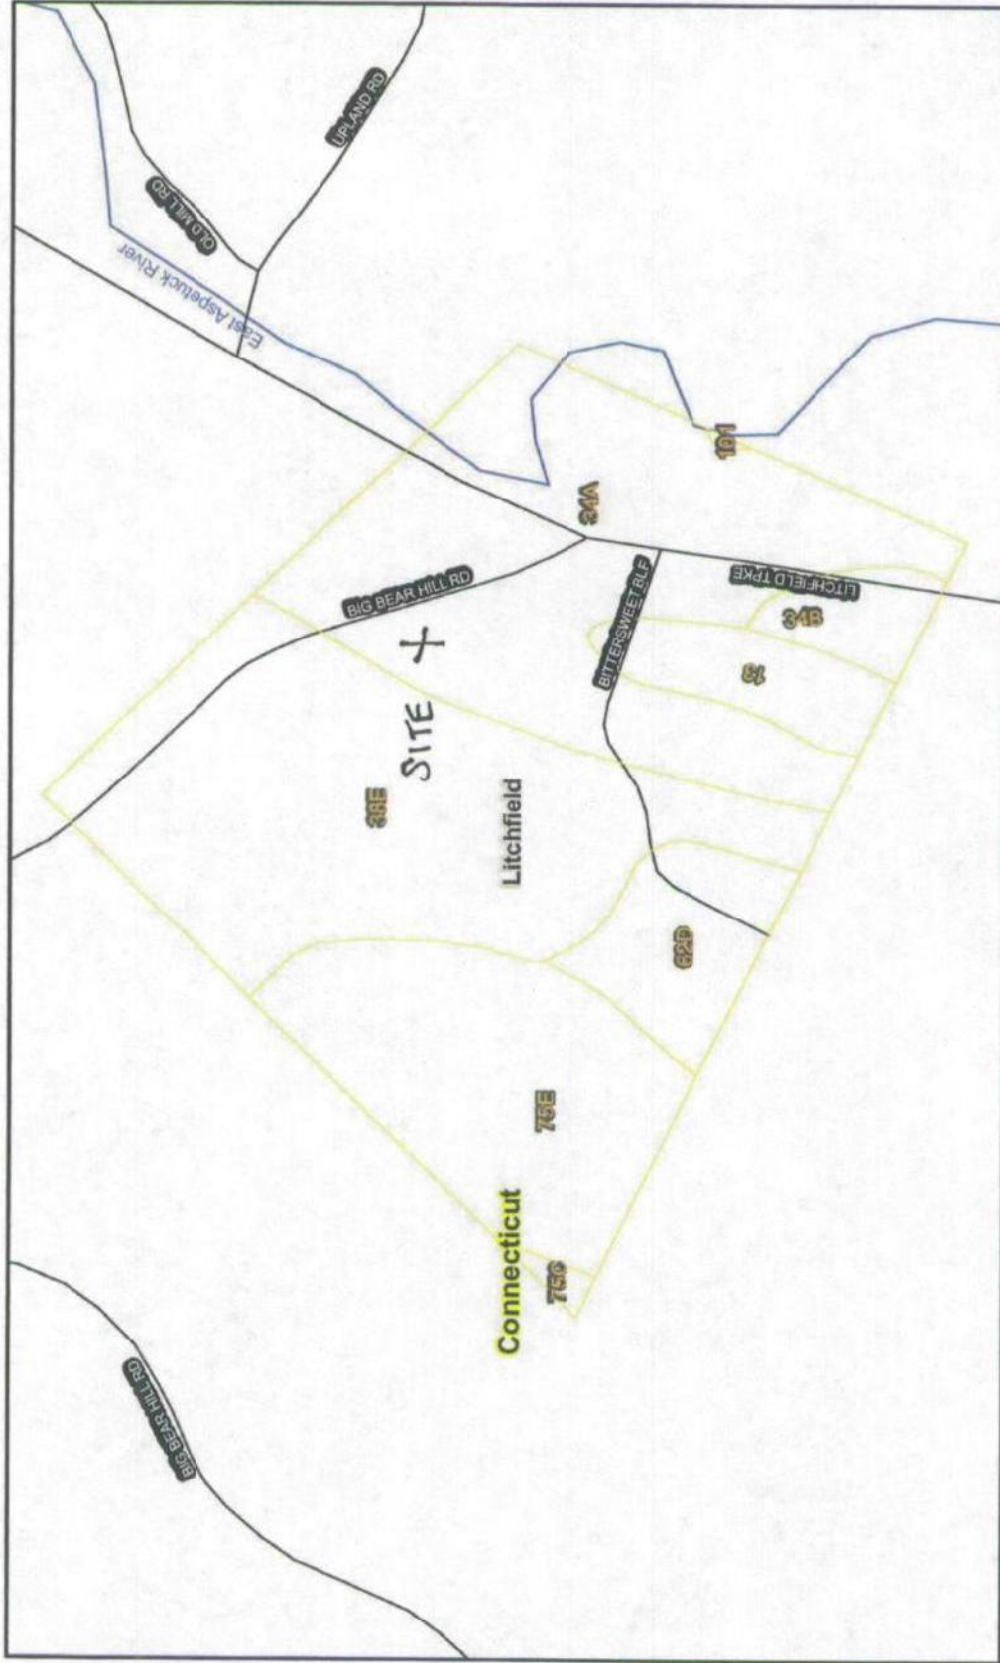 BIG BEAR HILL RD
OLD MILL RD
East Aspetuck River
UPLAND RD
38E
BIG BEAR HILL RD
SITE X
Connecticut
Litchfield
75E
75C
34A
BITTERSWEET BLF
62D
101
13
LITCHFIELD TPKE
34B